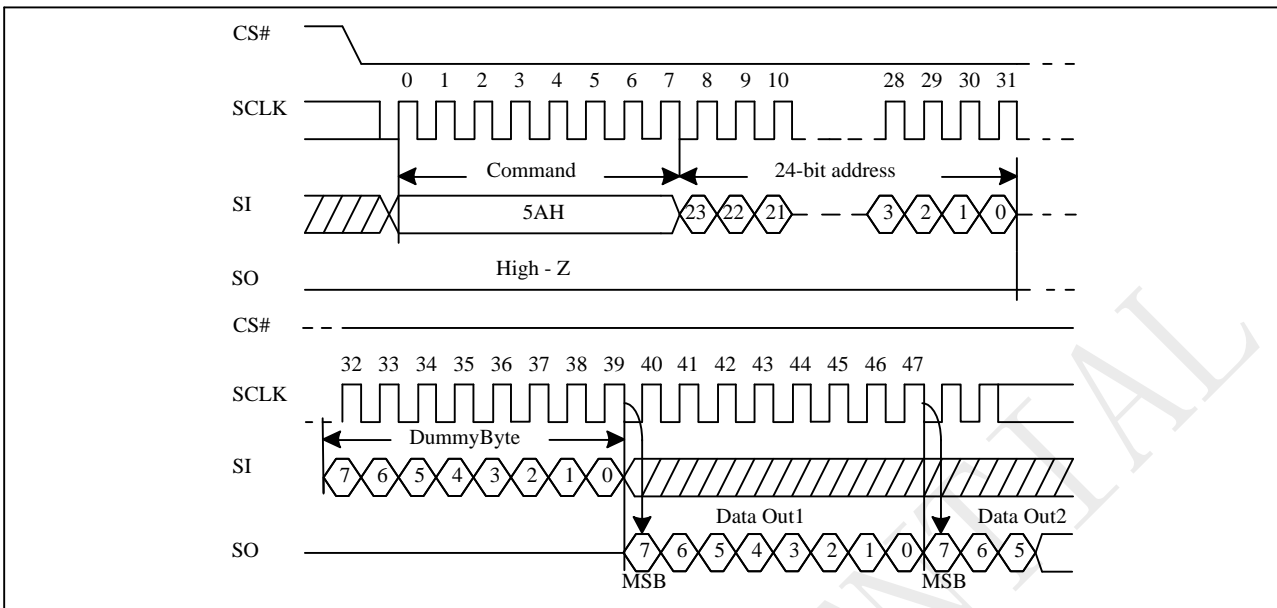 CS#
0 1 2 3 4 5 6 7 8 9 10 28 29 30 31
SCLK
Command 24-bit address
SI 5AH 23 22 21 3 2 1 0
High - Z
SO
CS#
32 33 34 35 36 37 38 39 40 41 42 43 44 45 46 47
SCLK
DummyByte
SI 7 6 5 4 3 2 1 0
Data Out1 Data Out2
SO 7 6 5 4 3 2 1 0 7 6 5
MSB MSB
NTIAL